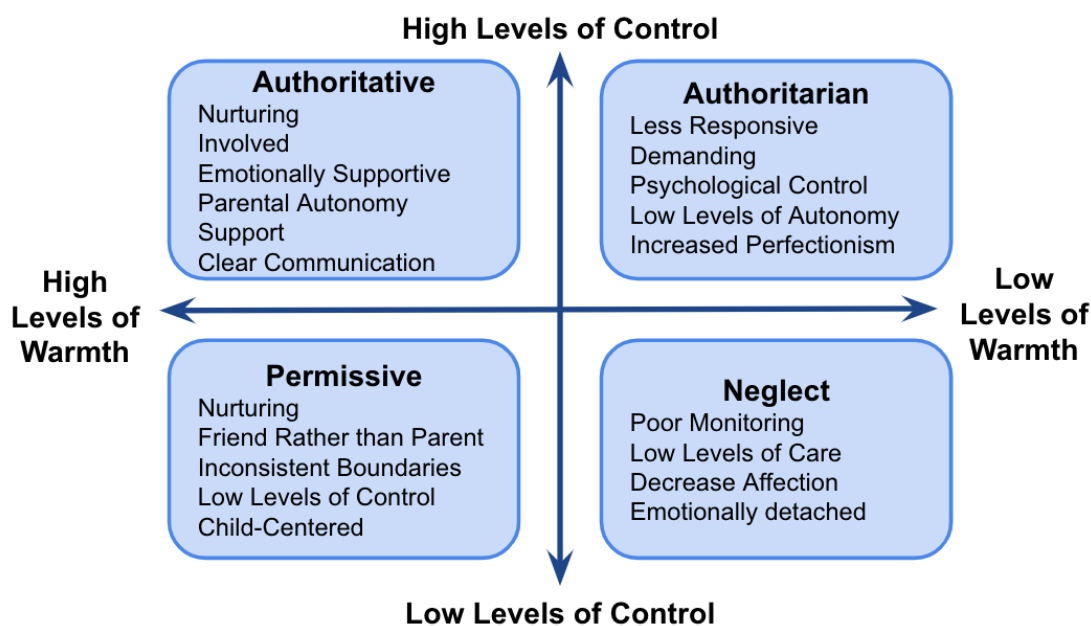 High Levels of Control
Authoritative
Nurturing
Involved
Emotionally Supportive
Parental Autonomy
Support
Clear Communication
Authoritarian
Less Responsive
Demanding
Psychological Control
Low Levels of Autonomy
Increased Perfectionism
High
Levels of
Warmth
Low
Levels of
Warmth
Permissive
Nurturing
Friend Rather than Parent
Inconsistent Boundaries
Low Levels of Control
Child-Centered
Neglect
Poor Monitoring
Low Levels of Care
Decrease Affection
Emotionally detached
Low Levels of Control